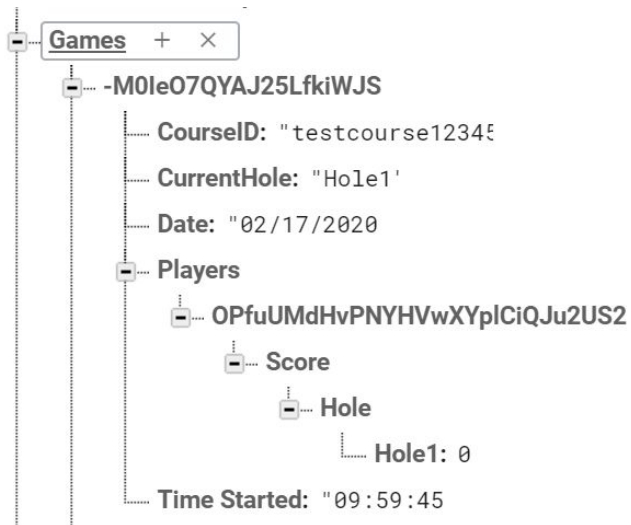 Games + ×
-M0IeO7QYAJ25LfkiWJS
CourseID: "testcourse12345
CurrentHole: "Hole1'
Date: "02/17/2020
Players
OPfuUMdHvPNYHVwXYplCiQJu2US2
Score
Hole
Hole1: 0
Time Started: "09:59:45